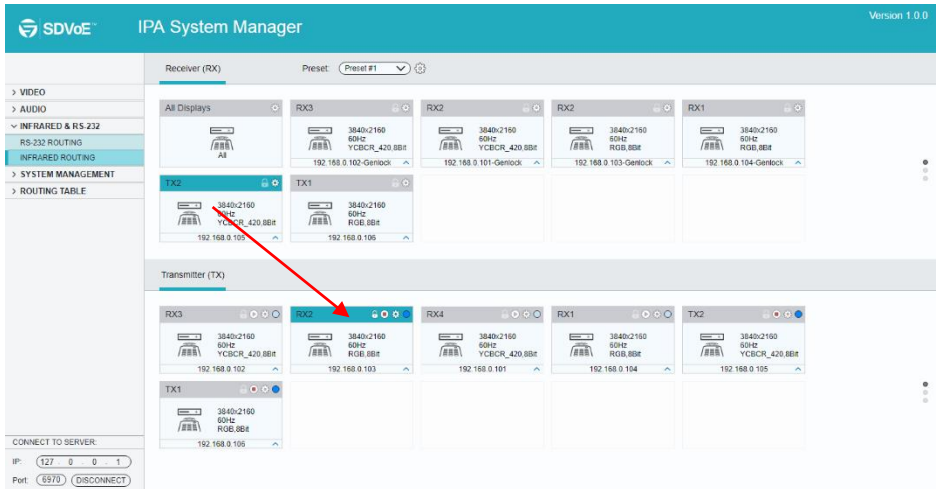 SDVoE™
IPA System Manager
Version 1.0.0
> VIDEO
> AUDIO
INFRARED & RS-232
RS-232 ROUTING
INFRARED ROUTING
> SYSTEM MANAGEMENT
> ROUTING TABLE
CONNECT TO SERVER:
IP: 127 . 0 . 0 . 1
Port: 6970 DISCONNECT
Receiver (RX)
Preset: Preset #1
All Displays
All
RX3
3840x2160
60Hz
YCBCR_420,8Bit
192.168.0.102-Genlock
RX2
3840x2160
60Hz
YCBCR_420,8Bit
192.168.0.101-Genlock
RX2
3840x2160
60Hz
RGB,8Bit
192.168.0.103-Genlock
RX1
3840x2160
60Hz
RGB,8Bit
192.168.0.104-Genlock
TX2
3840x2160
60Hz
YCBCR_420,8Bit
192.168.0.105
TX1
3840x2160
60Hz
RGB,8Bit
192.168.0.106
Transmitter (TX)
RX3
3840x2160
60Hz
YCBCR_420,8Bit
192.168.0.102
RX2
3840x2160
60Hz
RGB,8Bit
192.168.0.103
RX4
3840x2160
60Hz
YCBCR_420,8Bit
192.168.0.101
RX1
3840x2160
60Hz
RGB,8Bit
192.168.0.104
TX2
3840x2160
60Hz
YCBCR_420,8Bit
192.168.0.105
TX1
3840x2160
60Hz
RGB,8Bit
192.168.0.106